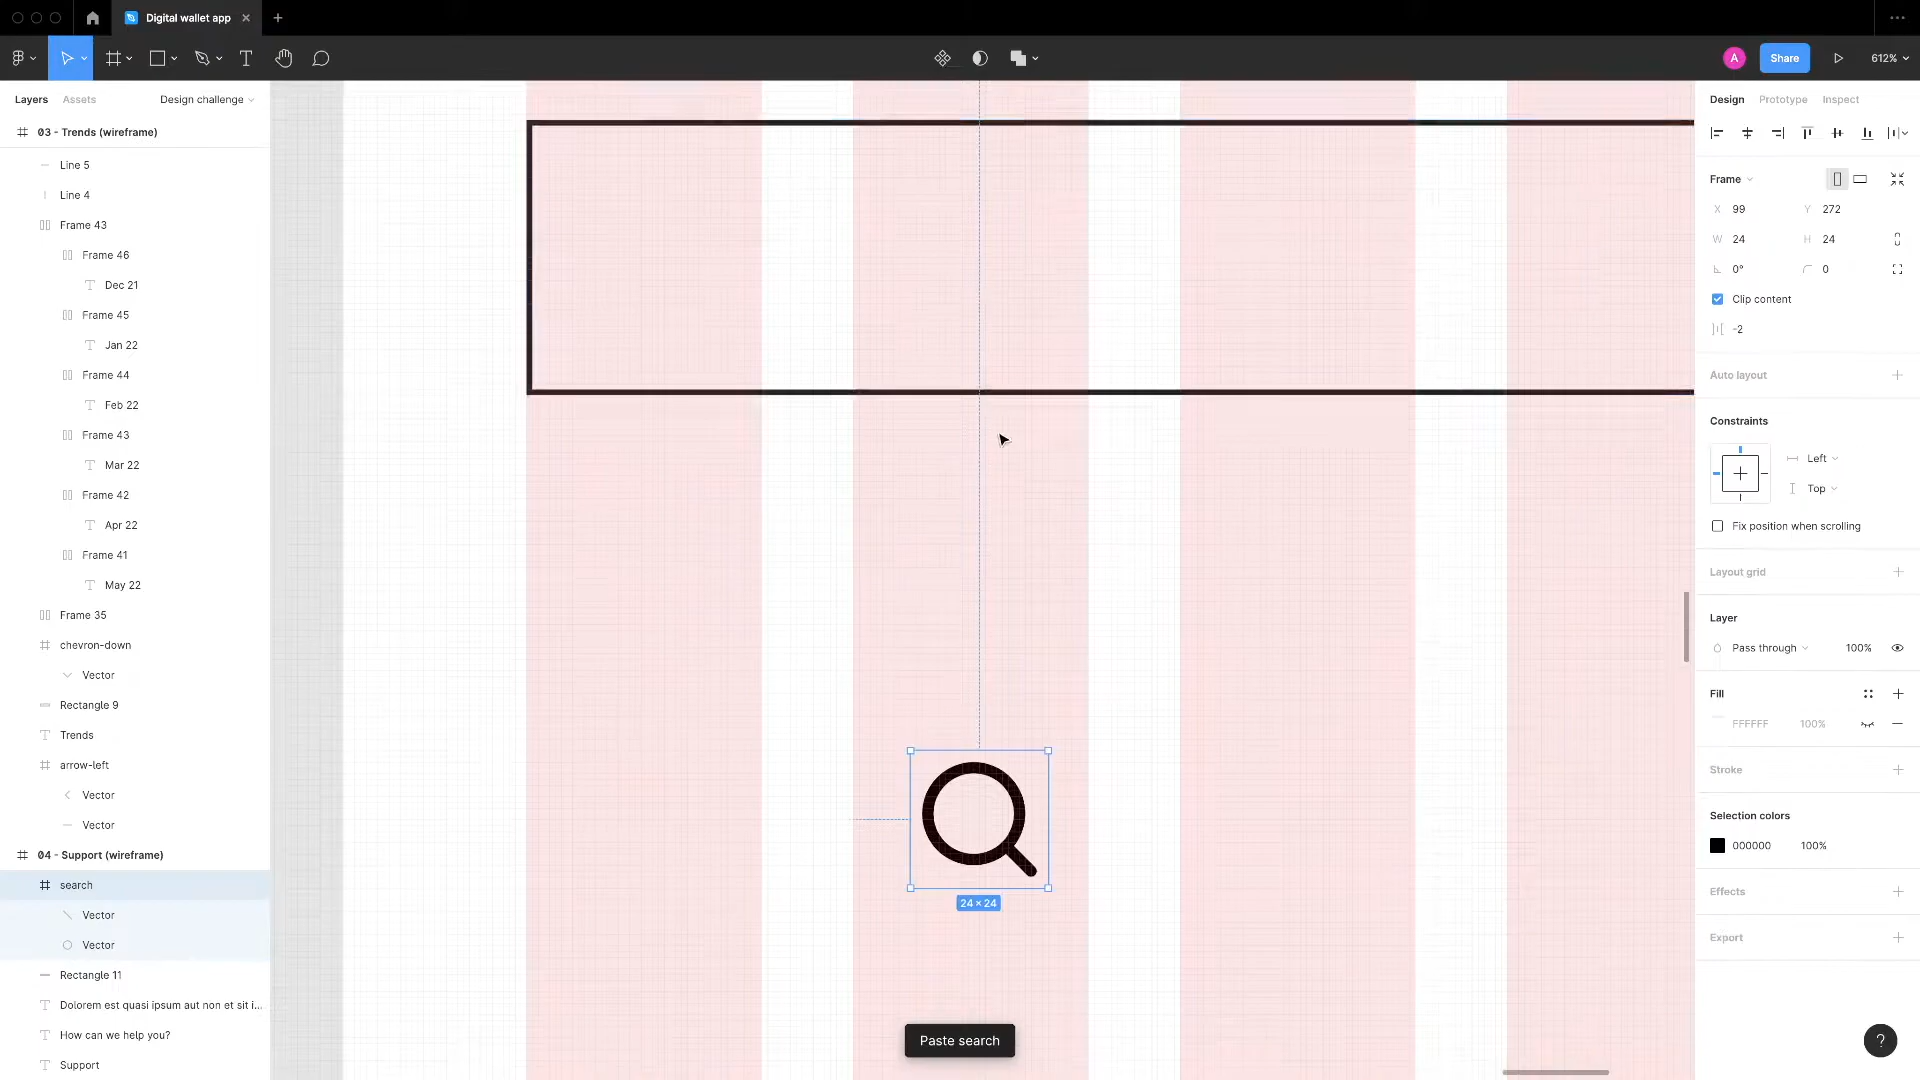 Digital wallet app
A
Share
612%
Layers
Assets
Design challenge
03 - Trends (wireframe)
Line 5
Line 4
Frame 43
Frame 46
Dec 21
Frame 45
Jan 22
Frame 44
Feb 22
Frame 43
Mar 22
Frame 42
Apr 22
Frame 41
May 22
Frame 35
chevron-down
Vector
Rectangle 9
Trends
arrow-left
Vector
Vector
04 - Support (wireframe)
search
Vector
Vector
Rectangle 11
Dolorem est quasi ipsum aut non et sit i...
How can we help you?
Support
24 × 24
Paste search
Design
Prototype
Inspect
Frame
X 99 Y 272
W 24 H 24
0° 0
Clip content
-2
Auto layout
Constraints
Left
Top
Fix position when scrolling
Layout grid
Layer
Pass through 100%
Fill
FFFFFF 100%
Stroke
Selection colors
000000 100%
Effects
Export
?